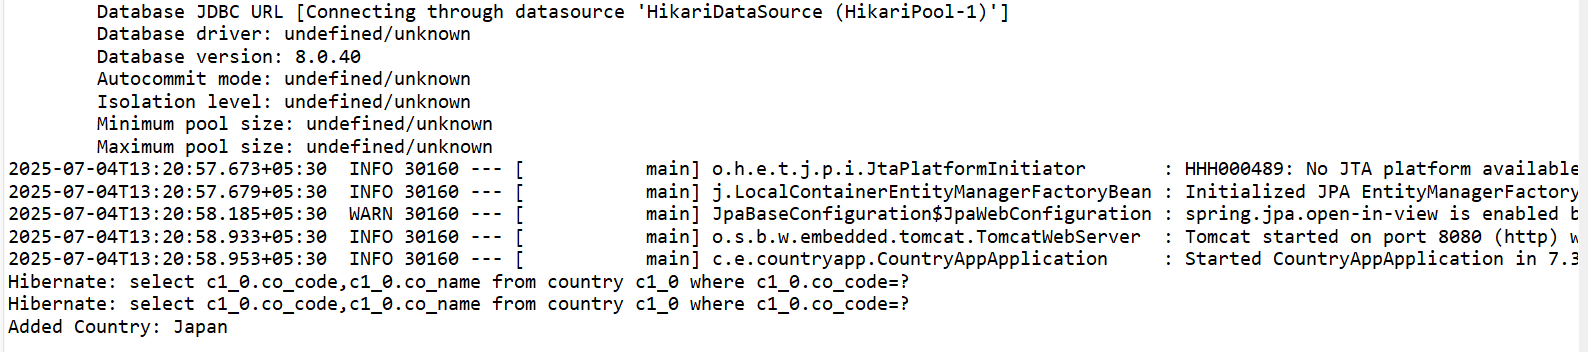 Database JDBC URL [Connecting through datasource 'HikariDataSource (HikariPool-1)']
Database driver: undefined/unknown
Database version: 8.0.40
Autocommit mode: undefined/unknown
Isolation level: undefined/unknown
Minimum pool size: undefined/unknown
Maximum pool size: undefined/unknown
2025-07-04T13:20:57.673+05:30  INFO 30160 --- [           main] o.h.e.t.j.p.i.JtaPlatformInitiator       : HHH000489: No JTA platform available
2025-07-04T13:20:57.679+05:30  INFO 30160 --- [           main] j.LocalContainerEntityManagerFactoryBean : Initialized JPA EntityManagerFactory
2025-07-04T13:20:58.185+05:30  WARN 30160 --- [           main] JpaBaseConfiguration$JpaWebConfiguration : spring.jpa.open-in-view is enabled b
2025-07-04T13:20:58.933+05:30  INFO 30160 --- [           main] o.s.b.w.embedded.tomcat.TomcatWebServer  : Tomcat started on port 8080 (http) w
2025-07-04T13:20:58.953+05:30  INFO 30160 --- [           main] c.e.countryapp.CountryAppApplication     : Started CountryAppApplication in 7.3
Hibernate: select c1_0.co_code,c1_0.co_name from country c1_0 where c1_0.co_code=?
Hibernate: select c1_0.co_code,c1_0.co_name from country c1_0 where c1_0.co_code=?
Added Country: Japan